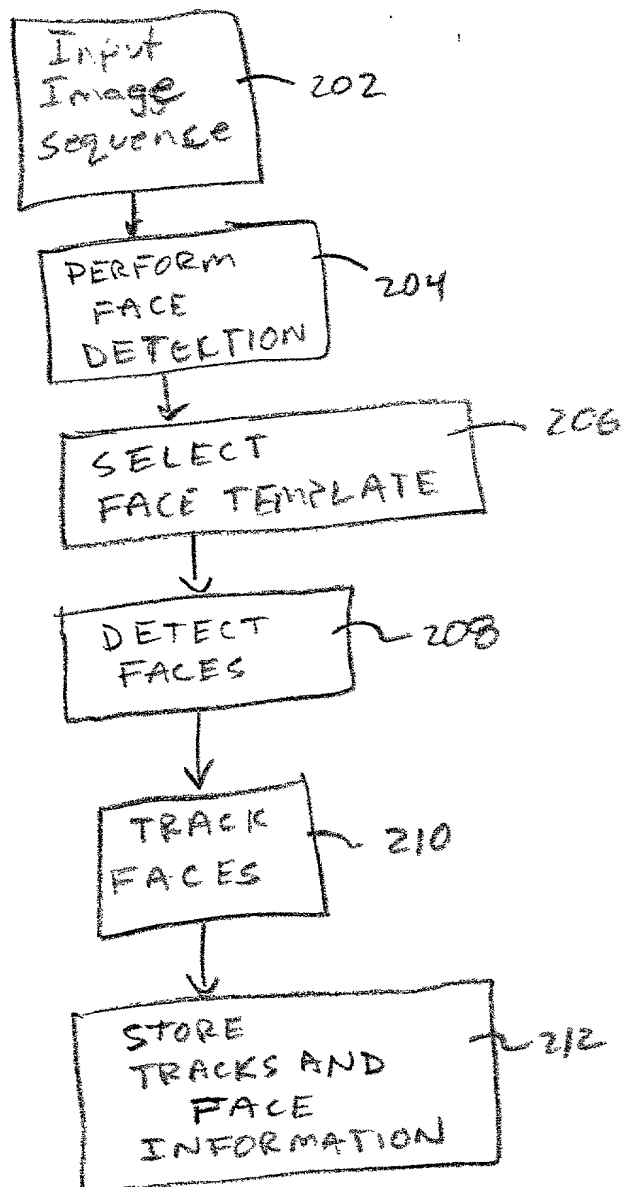 Input
Image
Sequence
202
PERFORM
FACE
DETECTION
204
SELECT
FACE TEMPLATE
206
DETECT
FACES
208
TRACK
FACES
210
STORE
TRACKS AND
FACE
INFORMATION
212